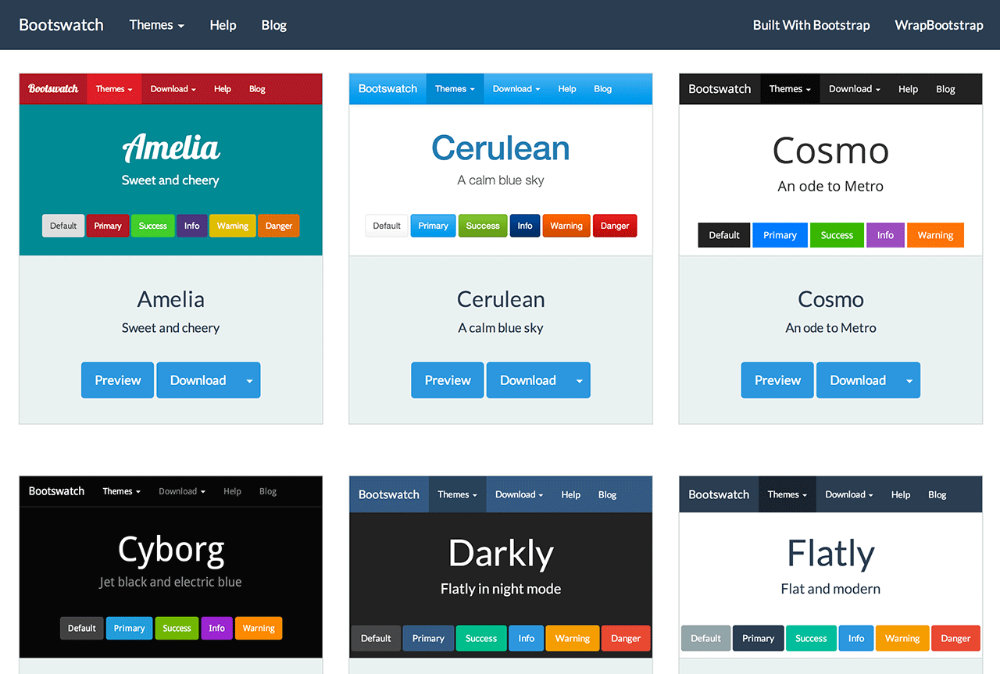 Bootswatch Themes Help Blog Built With Bootstrap WrapBootstrap
Bootswatch Themes Download Help Blog
Amelia
Sweet and cheery
Default Primary Success Info Warning Danger
Amelia
Sweet and cheery
Preview Download
Bootswatch Themes Download Help Blog
Cerulean
A calm blue sky
Default Primary Success Info Warning Danger
Cerulean
A calm blue sky
Preview Download
Bootswatch Themes Download Help Blog
Cosmo
An ode to Metro
Default Primary Success Info Warning
Cosmo
An ode to Metro
Preview Download
Bootswatch Themes Download Help Blog
Cyborg
Jet black and electric blue
Default Primary Success Info Warning
Bootswatch Themes Download Help Blog
Darkly
Flatly in night mode
Default Primary Success Info Warning Danger
Bootswatch Themes Download Help Blog
Flatly
Flat and modern
Default Primary Success Info Warning Danger